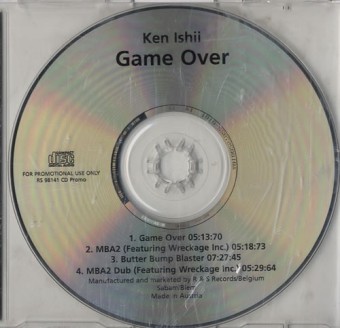 Ken Ishii
Game Over
disc
FOR PROMOTIONAL USE ONLY
RS 98141 CD Promo
1. Game Over 05:13:70
2. MBA2 (Featuring Wreckage Inc.) 05:18:73
3. Butter Bump Blaster 07:27:45
4. MBA2 Dub (Featuring Wreckage Inc.) 05:29:64
Manufactured and marketed by R & S Records/Belgium
Made in Austria